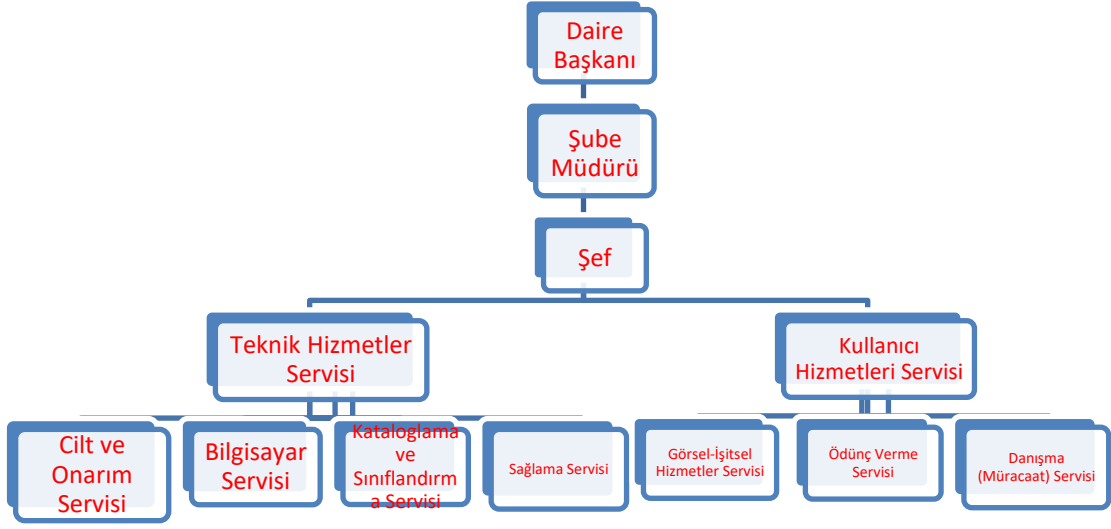 Daire
Başkanı
Şube
Müdürü
Şef
Teknik Hizmetler
Servisi
Kullanıcı
Hizmetleri Servisi
Cilt ve
Onarım
Servisi
Bilgisayar
Servisi
Kataloglama
ve
Sınıflandırm
a Servisi
Sağlama Servisi
Görsel-İşitsel
Hizmetler Servisi
Ödünç Verme
Servisi
Danışma
(Müracaat) Servisi